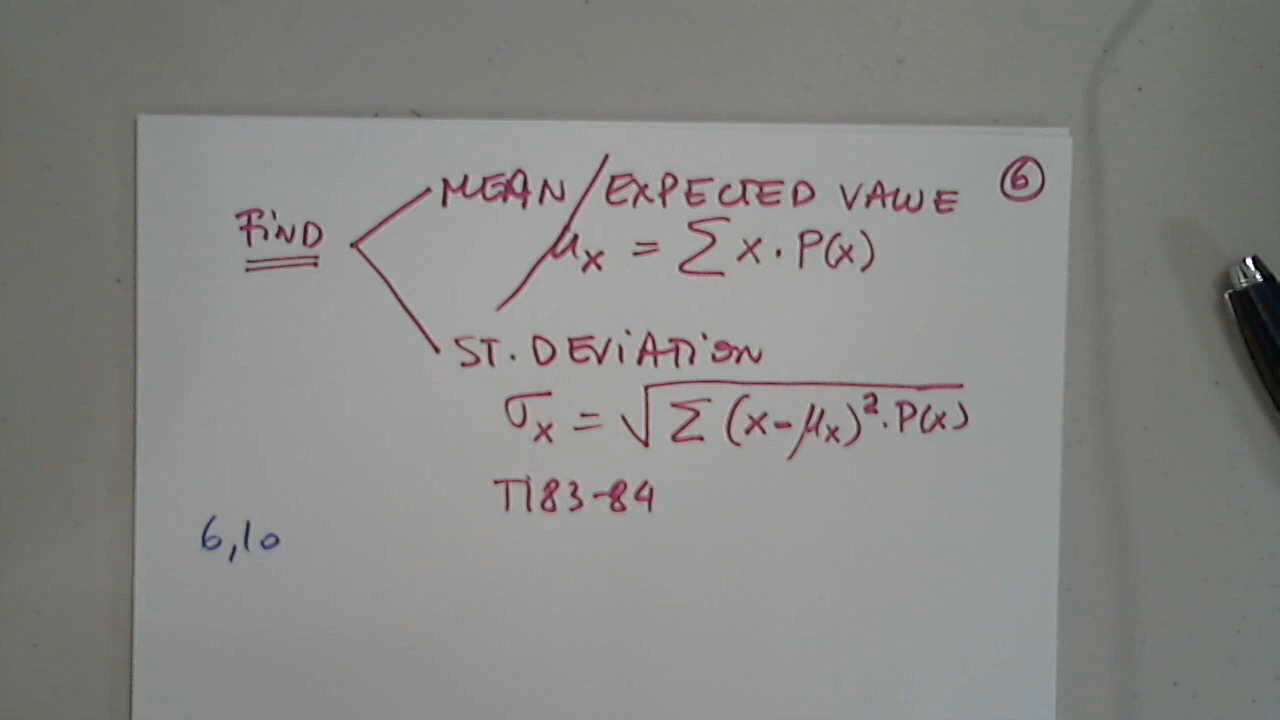 MEAN/EXPECTED VALUE ⑥
FiND
μx = Σ x · P(x)
ST. DEViATiON
σx = √Σ (x-μx)². P(x)
TI83-84
6,10